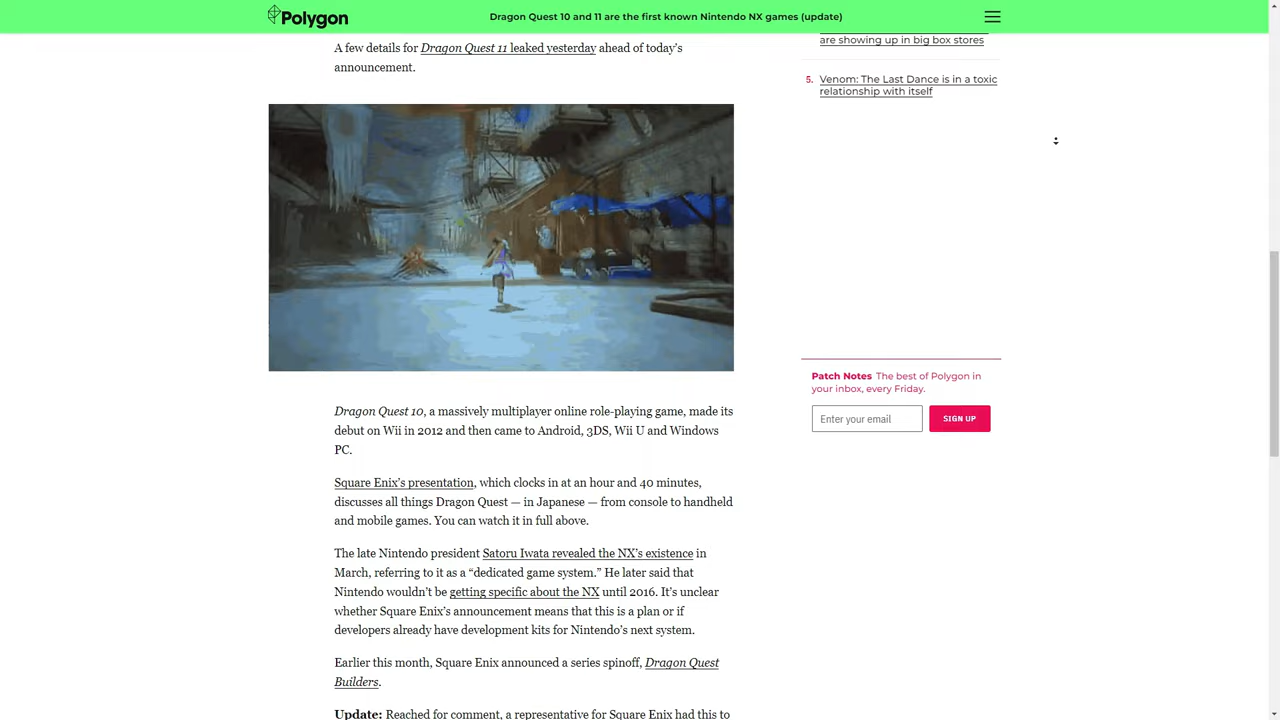 Polygon
Dragon Quest 10 and 11 are the first known Nintendo NX games (update)
A few details for Dragon Quest 11 leaked yesterday ahead of today’s
announcement.
are showing up in big box stores
5. Venom: The Last Dance is in a toxic
relationship with itself
Patch Notes The best of Polygon in
your inbox, every Friday.
Enter your email
SIGN UP
Dragon Quest 10, a massively multiplayer online role-playing game, made its
debut on Wii in 2012 and then came to Android, 3DS, Wii U and Windows
PC.
Square Enix’s presentation, which clocks in at an hour and 40 minutes,
discusses all things Dragon Quest — in Japanese — from console to handheld
and mobile games. You can watch it in full above.
The late Nintendo president Satoru Iwata revealed the NX’s existence in
March, referring to it as a “dedicated game system.” He later said that
Nintendo wouldn’t be getting specific about the NX until 2016. It’s unclear
whether Square Enix’s announcement means that this is a plan or if
developers already have development kits for Nintendo’s next system.
Earlier this month, Square Enix announced a series spinoff, Dragon Quest
Builders.
Update: Reached for comment, a representative for Square Enix had this to